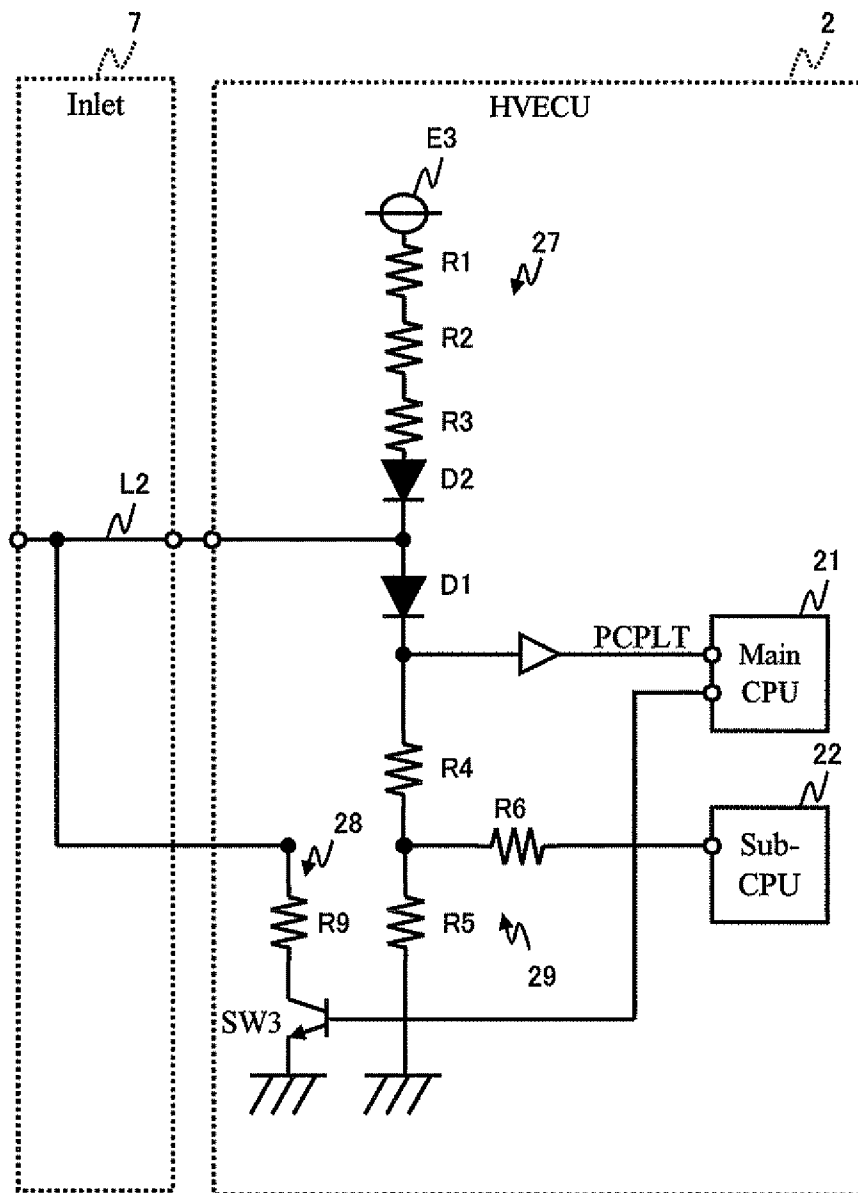 7
2
Inlet
HVECU
E3
27
R1
R2
R3
D2
L2
D1
21
PCPLT
Main
CPU
R4
22
28
R6
Sub-
CPU
R9
R5
29
SW3